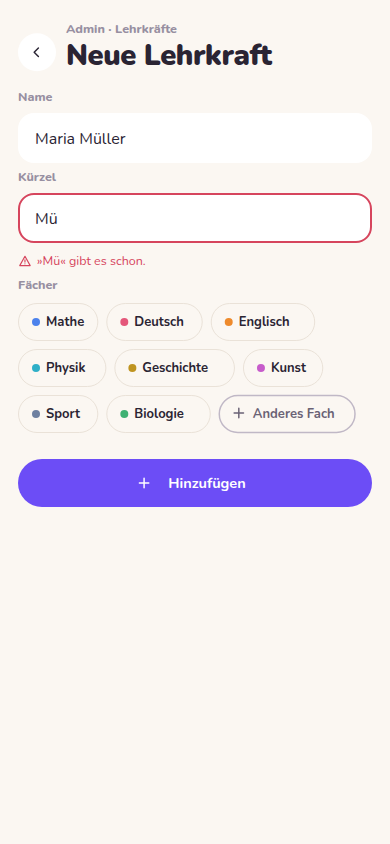 Admin · Lehrkräfte
Neue Lehrkraft
Name
Maria Müller
Kürzel
Mü
»Mü« gibt es schon.
Fächer
Mathe Deutsch Englisch
Physik Geschichte Kunst
Sport Biologie + Anderes Fach
+ Hinzufügen